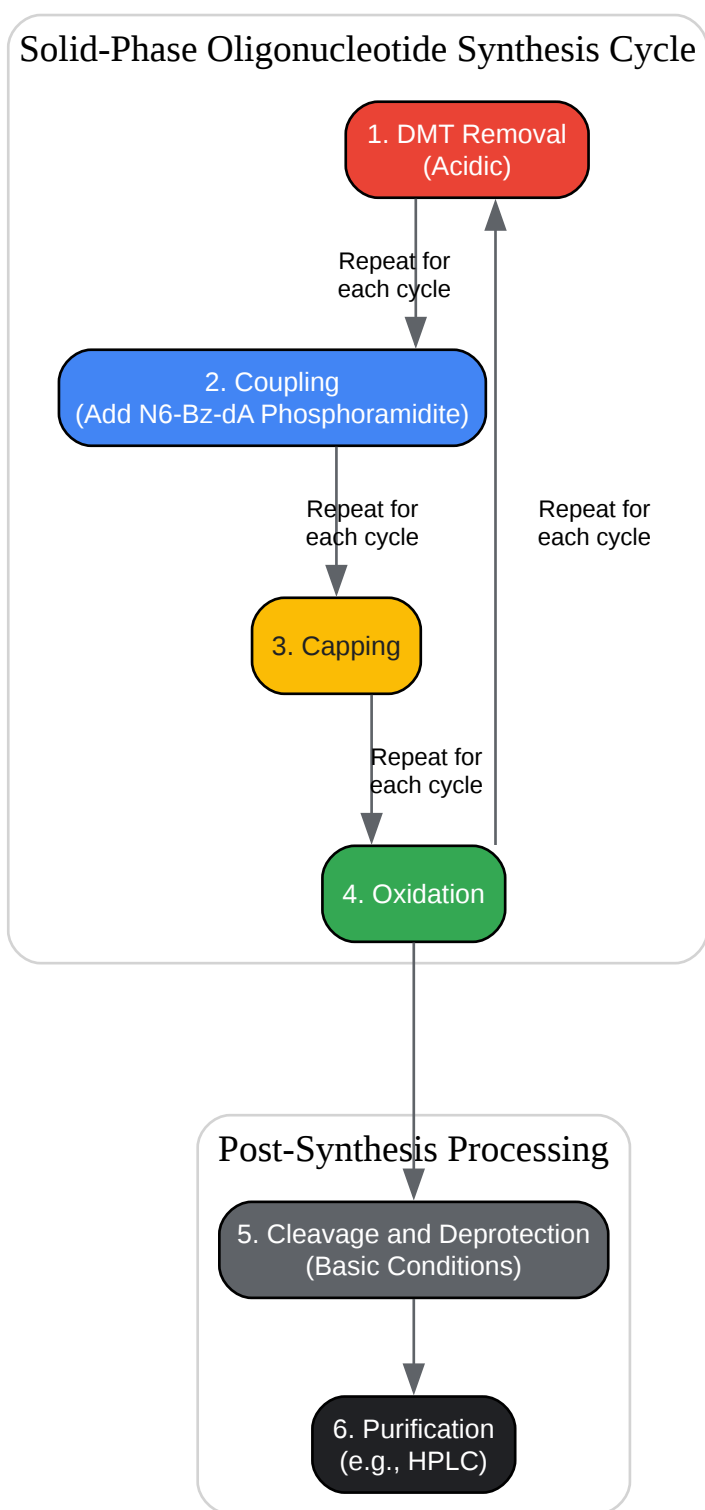 Solid-Phase Oligonucleotide Synthesis Cycle
1. DMT Removal
(Acidic)
Repeat for
each cycle
2. Coupling
(Add N6-Bz-dA Phosphoramidite)
Repeat for
each cycle
Repeat for
each cycle
3. Capping
Repeat for
each cycle
4. Oxidation
Post-Synthesis Processing
5. Cleavage and Deprotection
(Basic Conditions)
6. Purification
(e.g., HPLC)